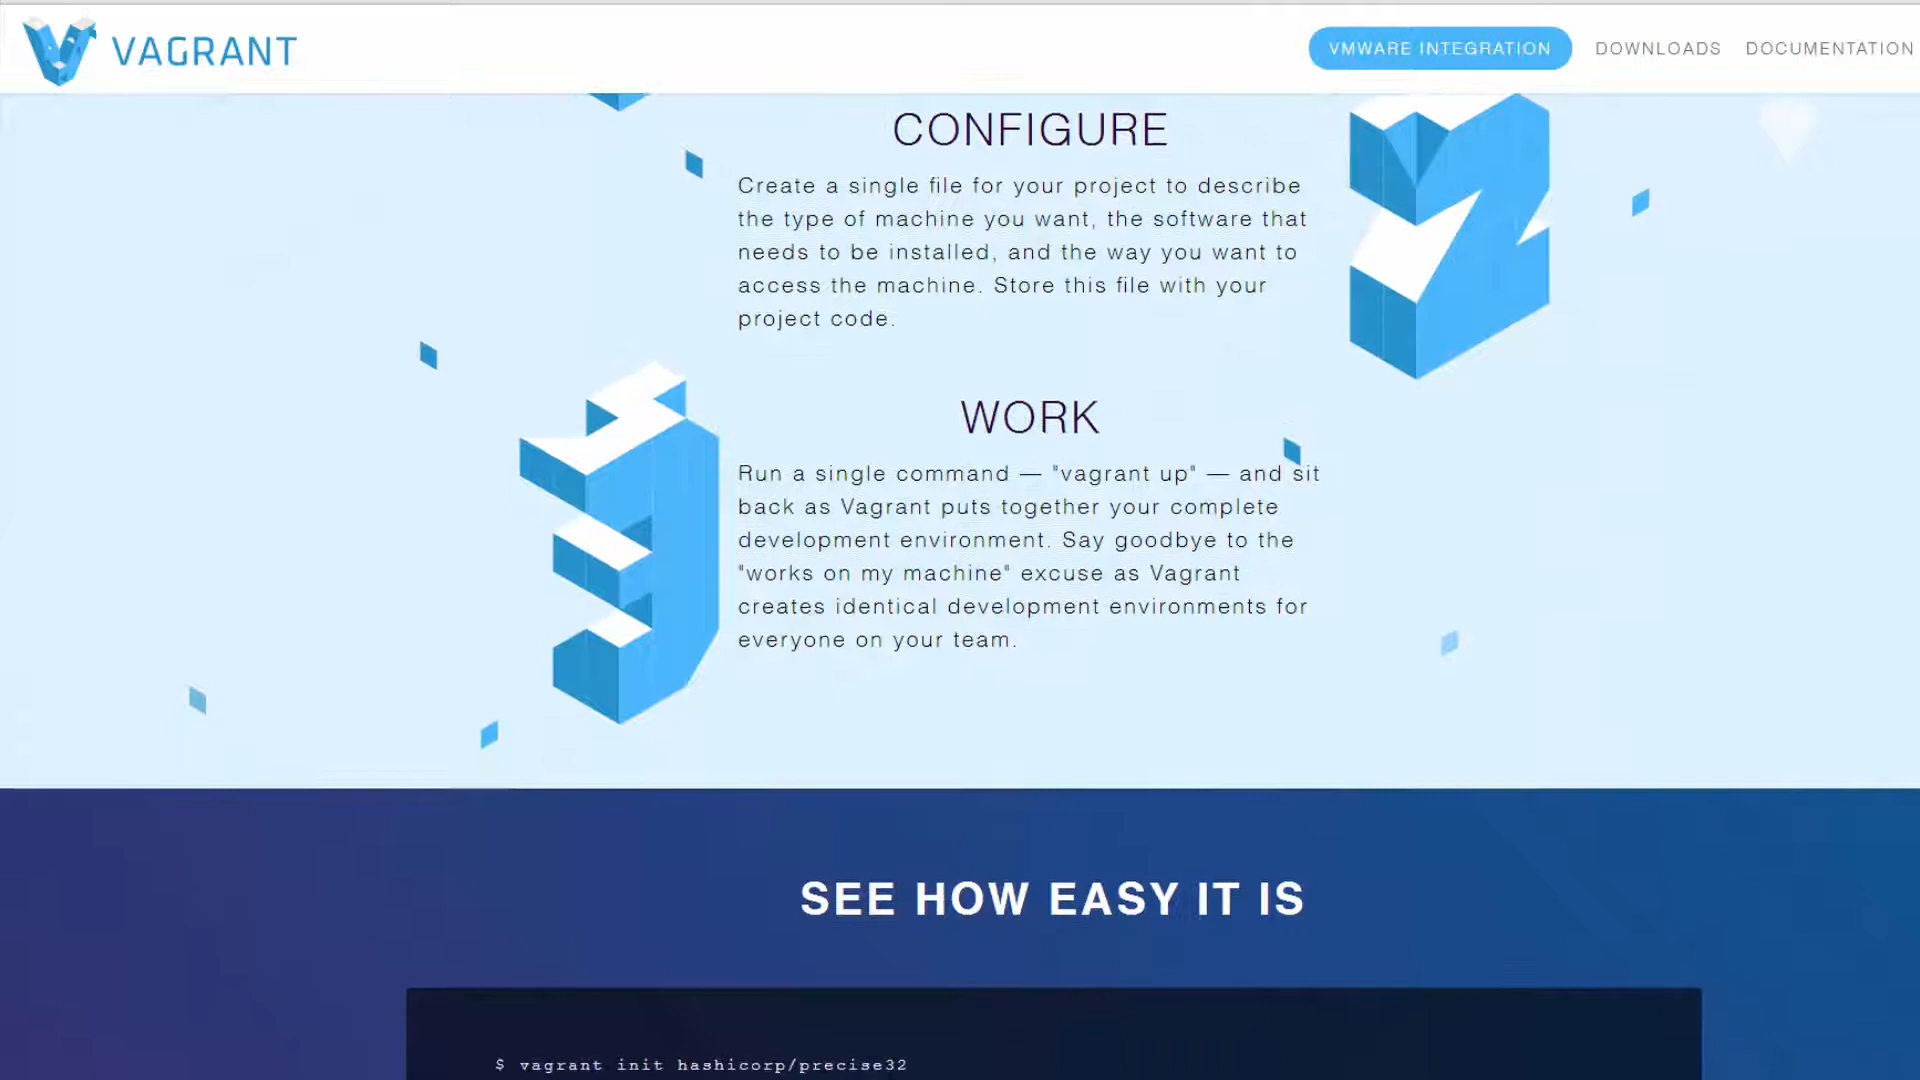 VAGRANT
VMWARE INTEGRATION
DOWNLOADS
DOCUMENTATION
CONFIGURE
Create a single file for your project to describe
the type of machine you want, the software that
needs to be installed, and the way you want to
access the machine. Store this file with your
project code.
2
WORK
Run a single command — "vagrant up" — and sit
back as Vagrant puts together your complete
development environment. Say goodbye to the
"works on my machine" excuse as Vagrant
creates identical development environments for
everyone on your team.
3
SEE HOW EASY IT IS
$ vagrant init hashicorp/precise32